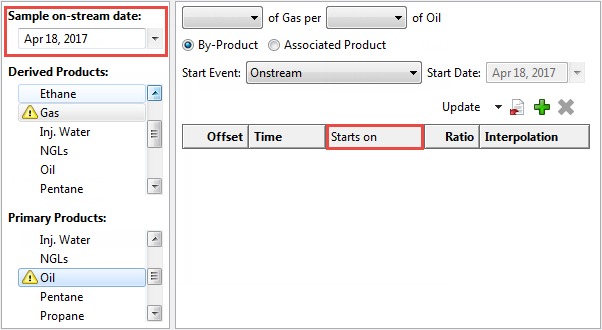 Sample on-stream date:
Apr 18, 2017
Derived Products:
Ethane
Gas
Inj. Water
NGLs
Oil
Pentane
Primary Products:
Inj. Water
NGLs
Oil
Pentane
Propane
of Gas per of Oil
By-Product Associated Product
Start Event: Onstream Start Date: Apr 18, 2017
Update
Offset Time Starts on Ratio Interpolation